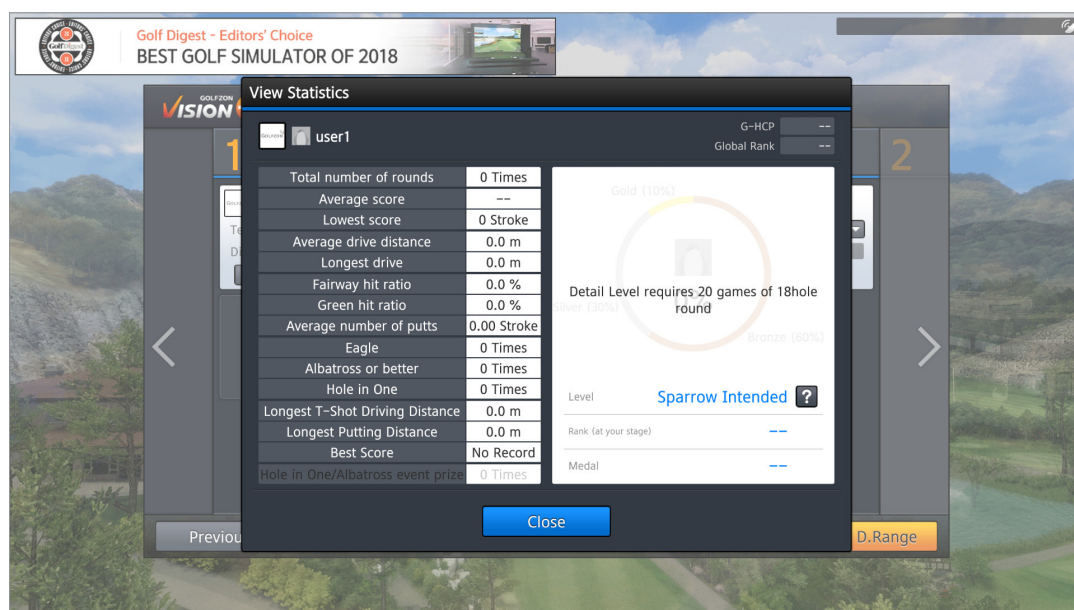 Golf Digest - Editors' Choice
BEST GOLF SIMULATOR OF 2018
GOLFZON
VISION
View Statistics
user1
G-HCP --
Global Rank --
1
2
Total number of rounds 0 Times
Average score --
Lowest score 0 Stroke
Average drive distance 0.0 m
Longest drive 0.0 m
Fairway hit ratio 0.0 %
Green hit ratio 0.0 %
Average number of putts 0.00 Stroke
Eagle 0 Times
Albatross or better 0 Times
Hole in One 0 Times
Longest T-Shot Driving Distance 0.0 m
Longest Putting Distance 0.0 m
Best Score No Record
Hole in One/Albatross event prize 0 Times
Gold (10%)
Detail Level requires 20 games of 18hole
round
Silver (30%)
Bronze (60%)
Level Sparrow Intended ?
Rank (at your stage) --
Medal --
Close
Previou
D.Range